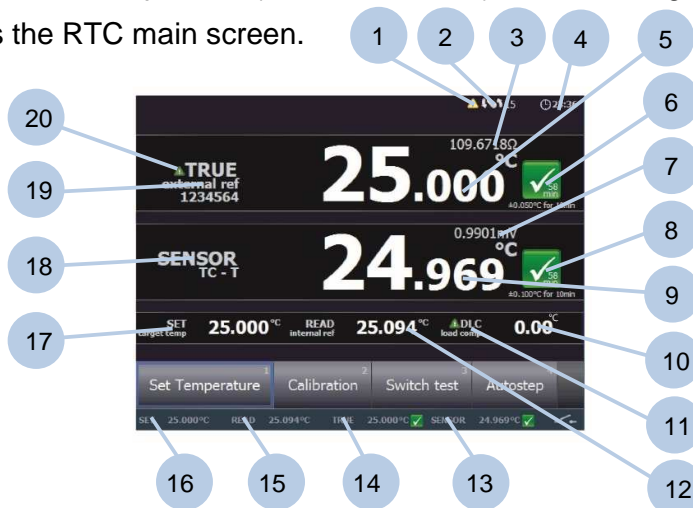 s the RTC main screen.
1 2 3 4 5
109.6718Ω
6
20
TRUE
external ref
1234564
25.000 °C
58
min
±0.050°C for 10min
19
7
0.9901mV
8
SENSOR
TC - T
24.969 °C
58
min
±0.100°C for 10min
18
9
SET
target temp
25.000 °C
READ
internal ref
25.094 °C
DLC
load comp
0.00 °C
17
10
Set Temperature 1 Calibration 2 Switch test 3 Autostep
11
SET 25.000°C READ 25.094°C TRUE 25.000°C SENSOR 24.969°C
16 15 14 13 12